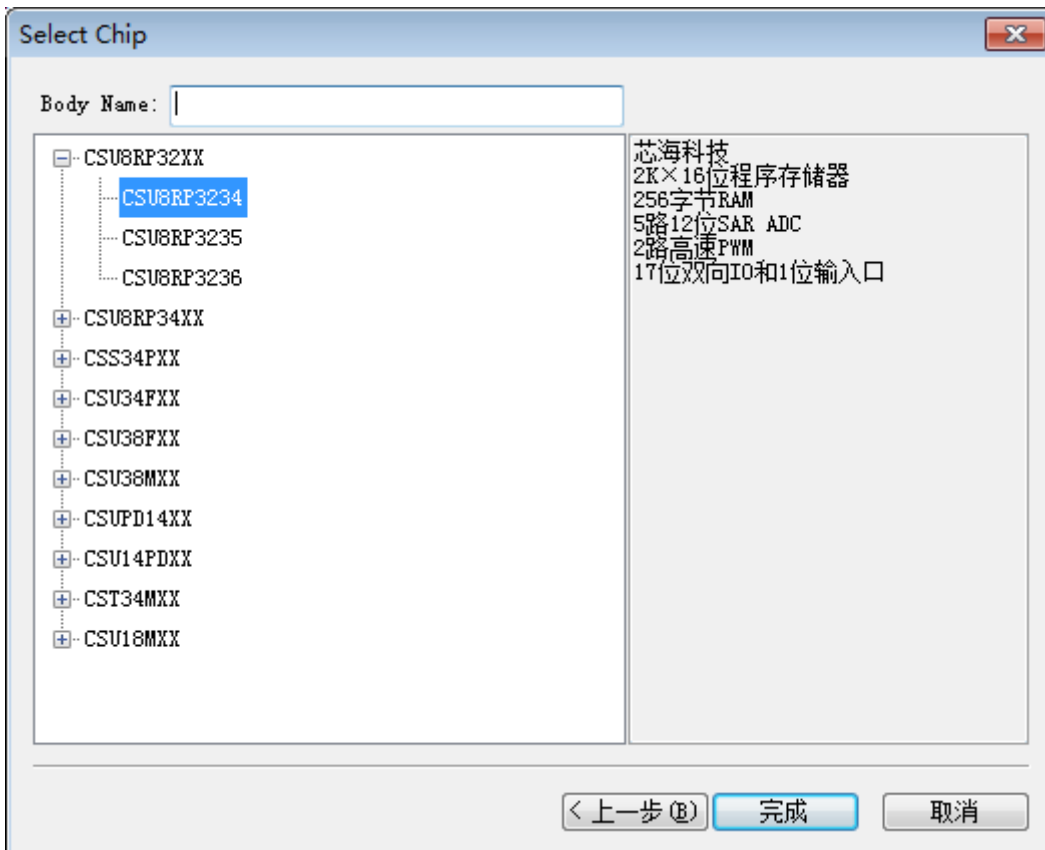 Select Chip
Body Name:
CSU8RP32XX
CSU8RP3234
CSU8RP3235
CSU8RP3236
CSU8RP34XX
CSS34PXX
CSU34FXX
CSU38FXX
CSU38MXX
CSUPD14XX
CSU14PDXX
CST34MXX
CSU18MXX
芯海科技
2K×16位程序存储器
256字节RAM
5路12位SAR ADC
2路高速PWM
17位双向IO和1位输入口
< 上一步(B) 完成 取消